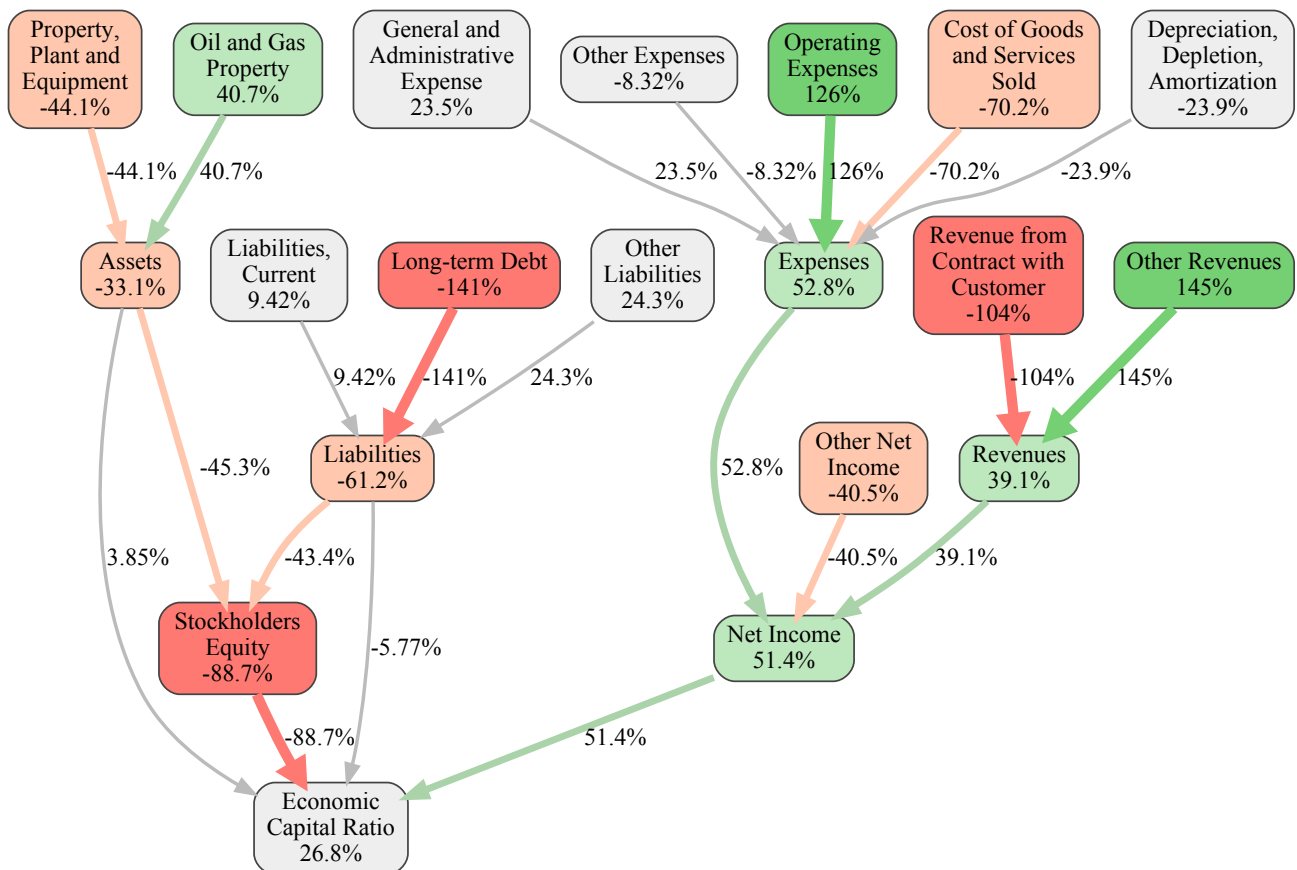 Property,
Plant and
Equipment
-44.1%
Oil and Gas
Property
40.7%
General and
Administrative
Expense
23.5%
Other Expenses
-8.32%
Operating
Expenses
126%
Cost of Goods
and Services
Sold
-70.2%
Depreciation,
Depletion,
Amortization
-23.9%
-44.1%
40.7%
23.5%
-8.32%
126%
-70.2%
-23.9%
Assets
-33.1%
Liabilities,
Current
9.42%
Long-term Debt
-141%
Other
Liabilities
24.3%
Expenses
52.8%
Revenue from
Contract with
Customer
-104%
Other Revenues
145%
9.42%
-141%
24.3%
-104%
145%
-45.3%
Liabilities
-61.2%
52.8%
Other Net
Income
-40.5%
Revenues
39.1%
3.85%
-43.4%
-40.5%
39.1%
Stockholders
Equity
-88.7%
-5.77%
Net Income
51.4%
-88.7%
51.4%
Economic
Capital Ratio
26.8%